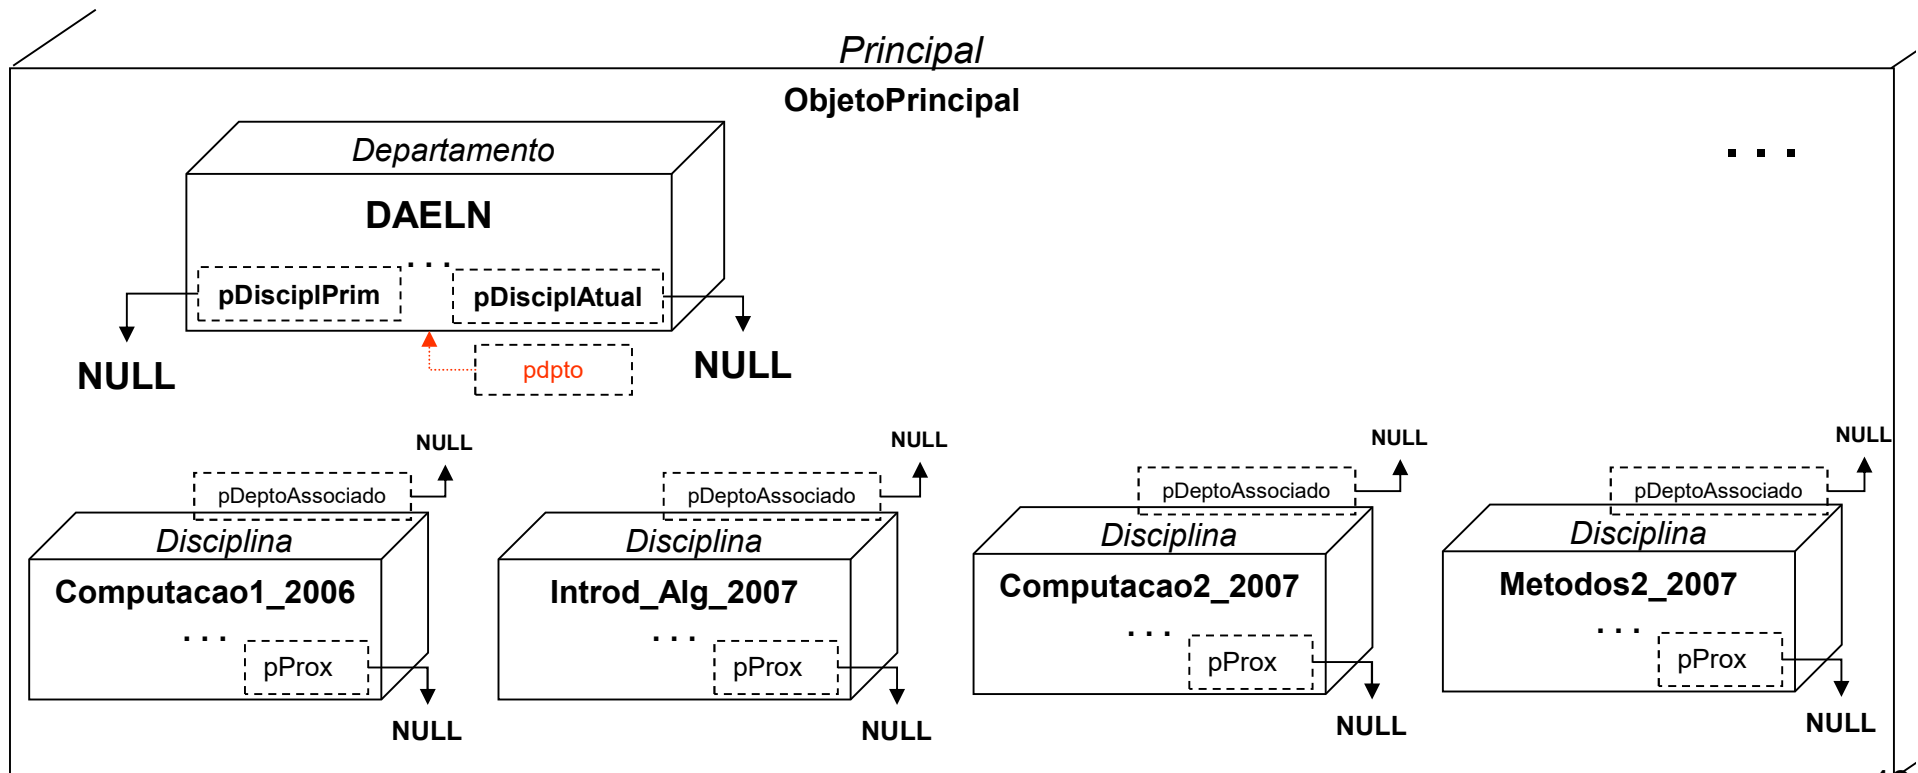 Principal
ObjetoPrincipal
Departamento
. . .
DAELN
. . .
pDisciplPrim
pDisciplAtual
NULL
pdpto
NULL
NULL
NULL
NULL
NULL
pDeptoAssociado
pDeptoAssociado
pDeptoAssociado
pDeptoAssociado
Disciplina
Disciplina
Disciplina
Disciplina
Computacao1_2006
Introd_Alg_2007
Computacao2_2007
Metodos2_2007
. . .
. . .
. . .
. . .
pProx
pProx
pProx
pProx
NULL
NULL
NULL
NULL